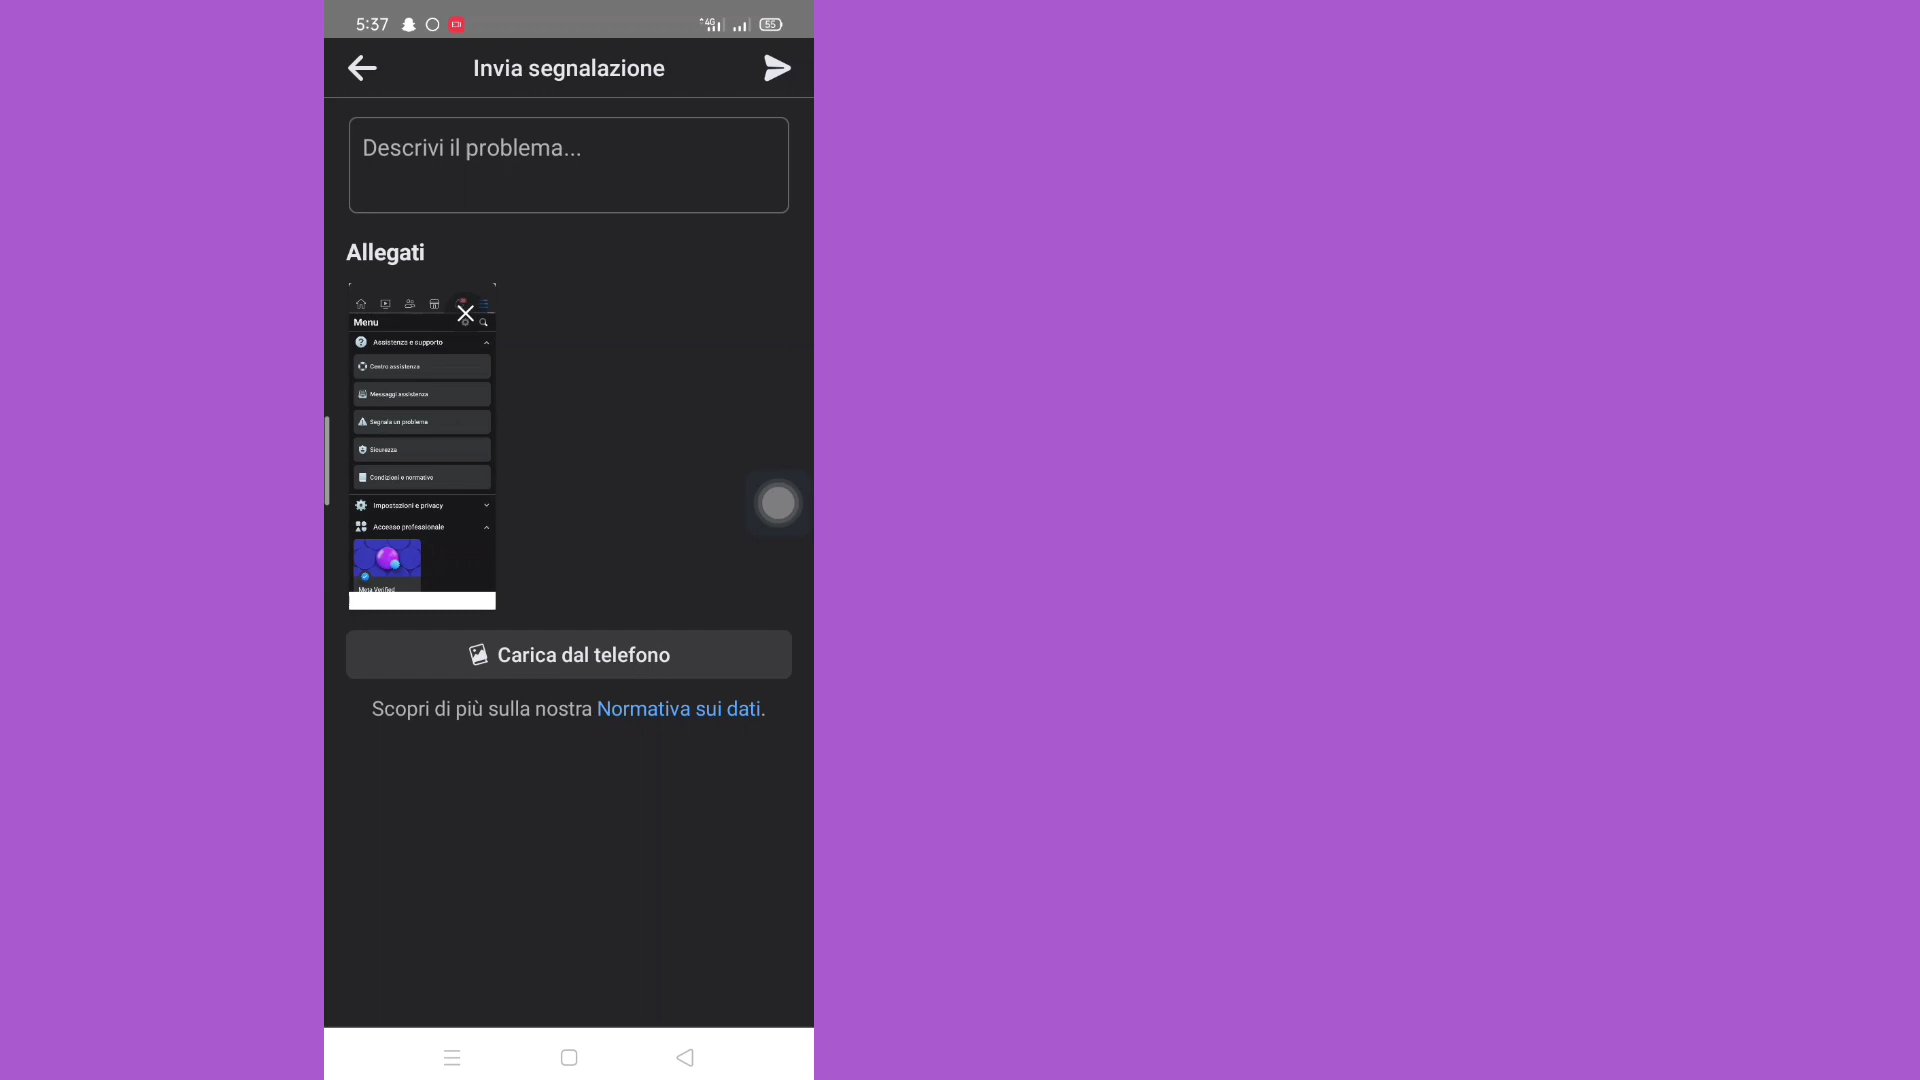 5:37
4G
55
Invia segnalazione
Descrivi il problema...
Allegati
Menu
Assistenza e supporto
Centro assistenza
Messaggi assistenza
Segnala un problema
Sicurezza
Condizioni e normative
Impostazioni e privacy
Accesso professionale
Meta Verified
Carica dal telefono
Scopri di più sulla nostra Normativa sui dati.